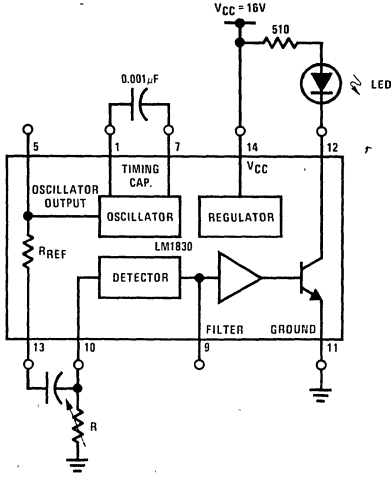 VCC = 16V
510
0.001μF
LED
5
1
7
14
12
TIMING
CAP.
VCC
OSCILLATOR
OUTPUT
OSCILLATOR
REGULATOR
LM1830
RREF
DETECTOR
FILTER
GROUND
13
10
9
11
R